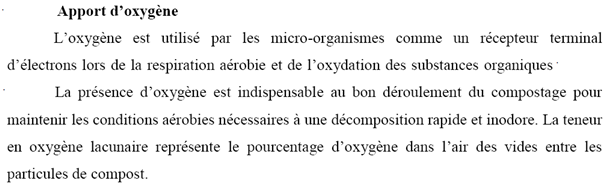 Apport d’oxygène
L’oxygène est utilisé par les micro-organismes comme un récepteur terminal
d’électrons lors de la respiration aérobie et de l’oxydation des substances organiques
La présence d’oxygène est indispensable au bon déroulement du compostage pour
maintenir les conditions aérobies nécessaires à une décomposition rapide et inodore. La teneur
en oxygène lacunaire représente le pourcentage d’oxygène dans l’air des vides entre les
particules de compost.